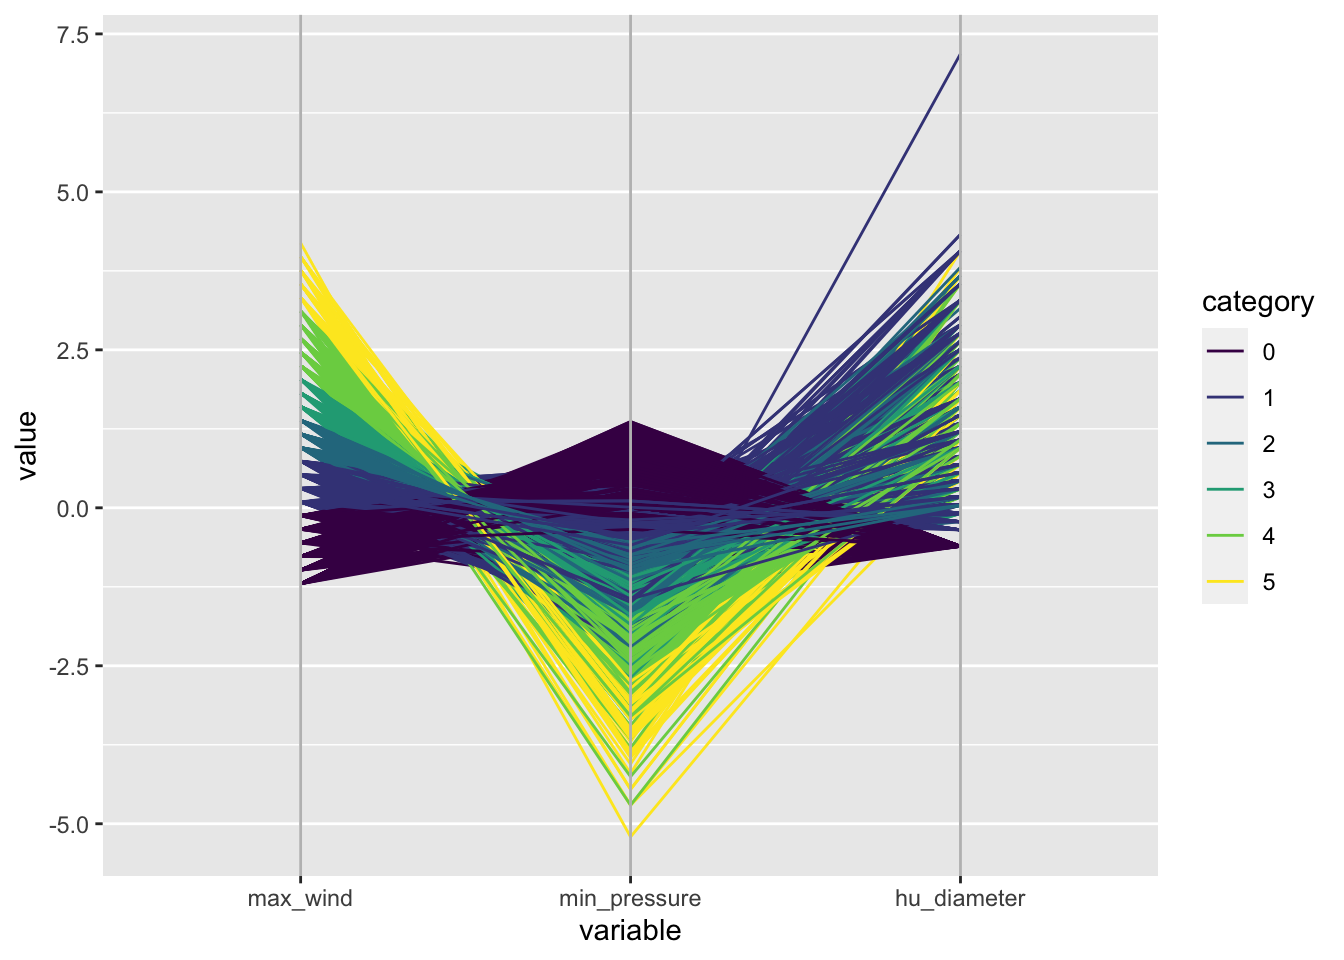 7.5
5.0
2.5
0.0
-2.5
-5.0
value
max_wind
min_pressure
hu_diameter
variable
category
0
1
2
3
4
5